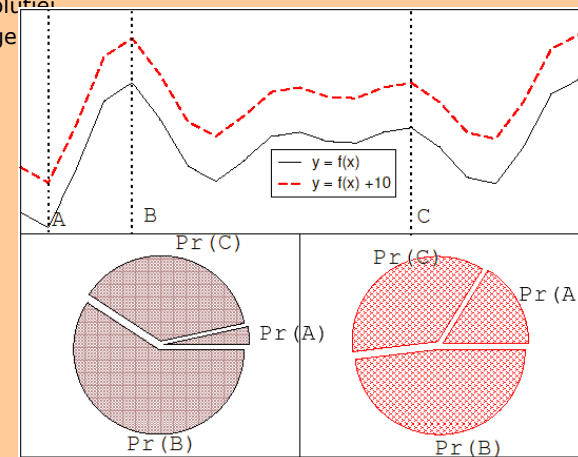 A
B
C
y = f(x)
y = f(x) +10
Pr(C)
Pr(A)
Pr(B)
Pr(C)
Pr(A
Pr(B)